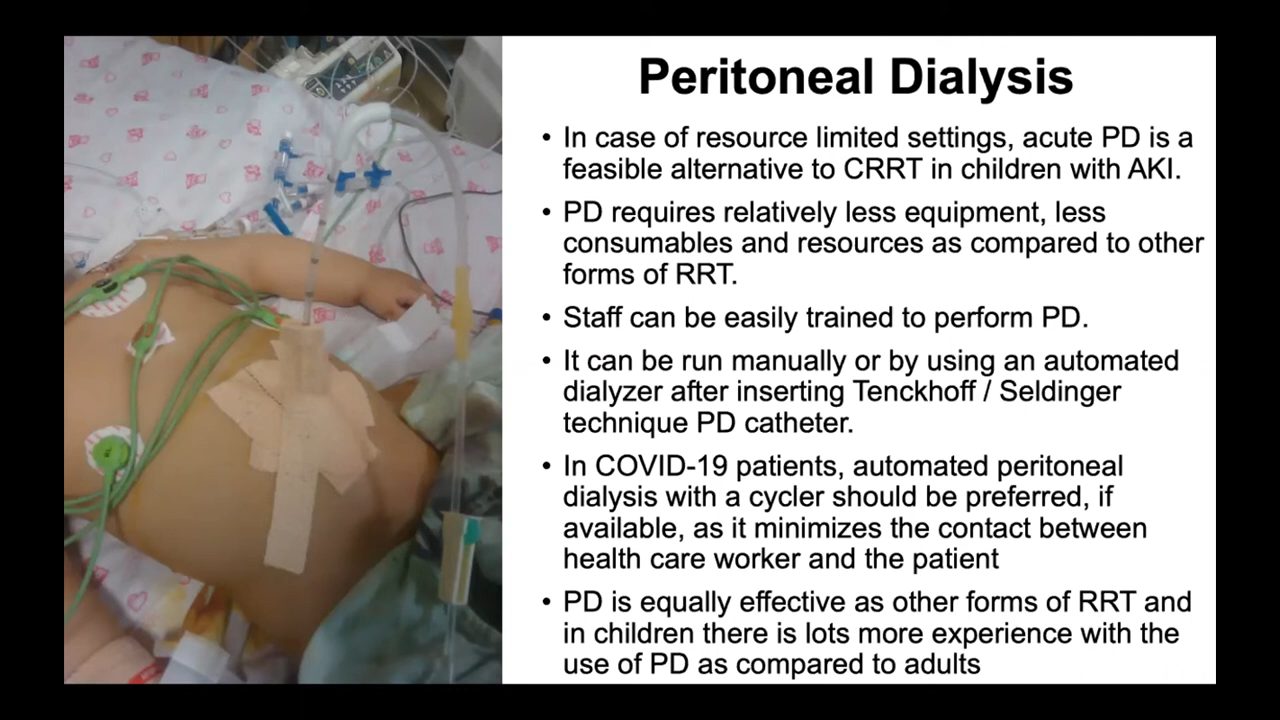 Peritoneal Dialysis
• In case of resource limited settings, acute PD is a
feasible alternative to CRRT in children with AKI.
• PD requires relatively less equipment, less
consumables and resources as compared to other
forms of RRT.
• Staff can be easily trained to perform PD.
• It can be run manually or by using an automated
dialyzer after inserting Tenckhoff / Seldinger
technique PD catheter.
• In COVID-19 patients, automated peritoneal
dialysis with a cycler should be preferred, if
available, as it minimizes the contact between
health care worker and the patient
• PD is equally effective as other forms of RRT and
in children there is lots more experience with the
use of PD as compared to adults